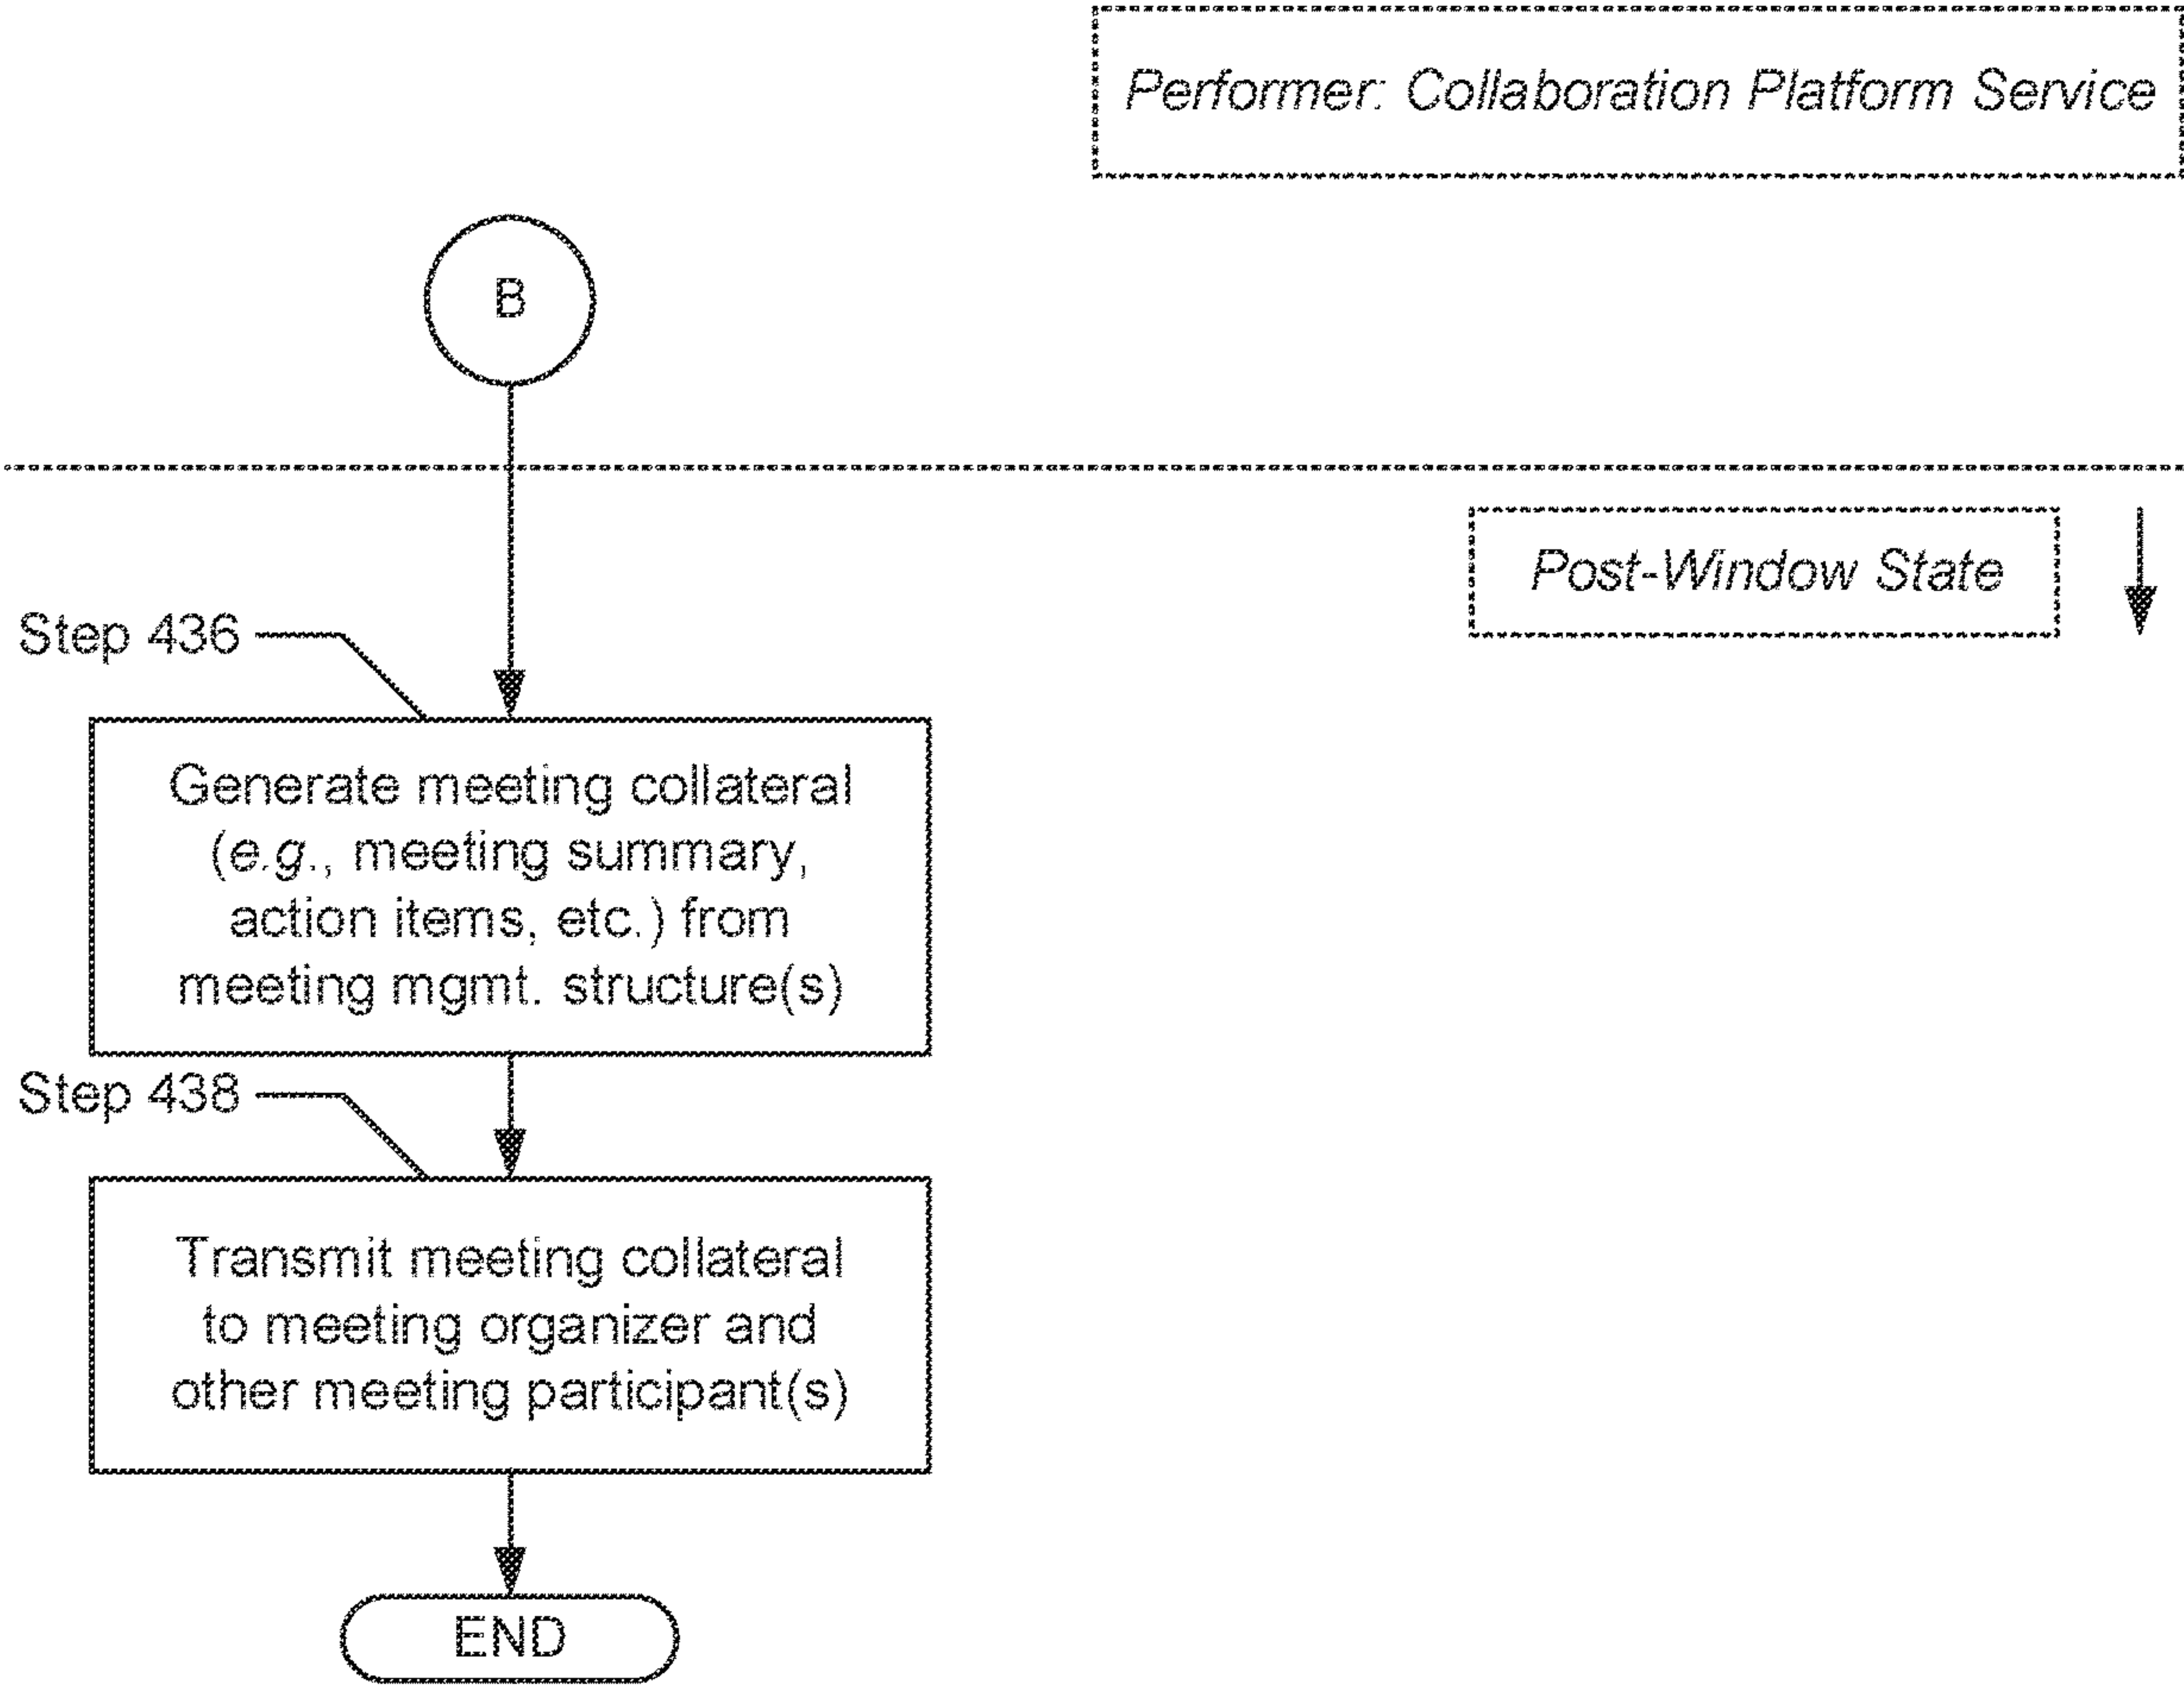 Performer: Collaboration Platform Service
B
Post-Window State
Step 436
Generate meeting collateral
(e.g., meeting summary,
action items, etc.) from
meeting mgmt. structure(s)
Step 438
Transmit meeting collateral
to meeting organizer and
other meeting participant(s)
END